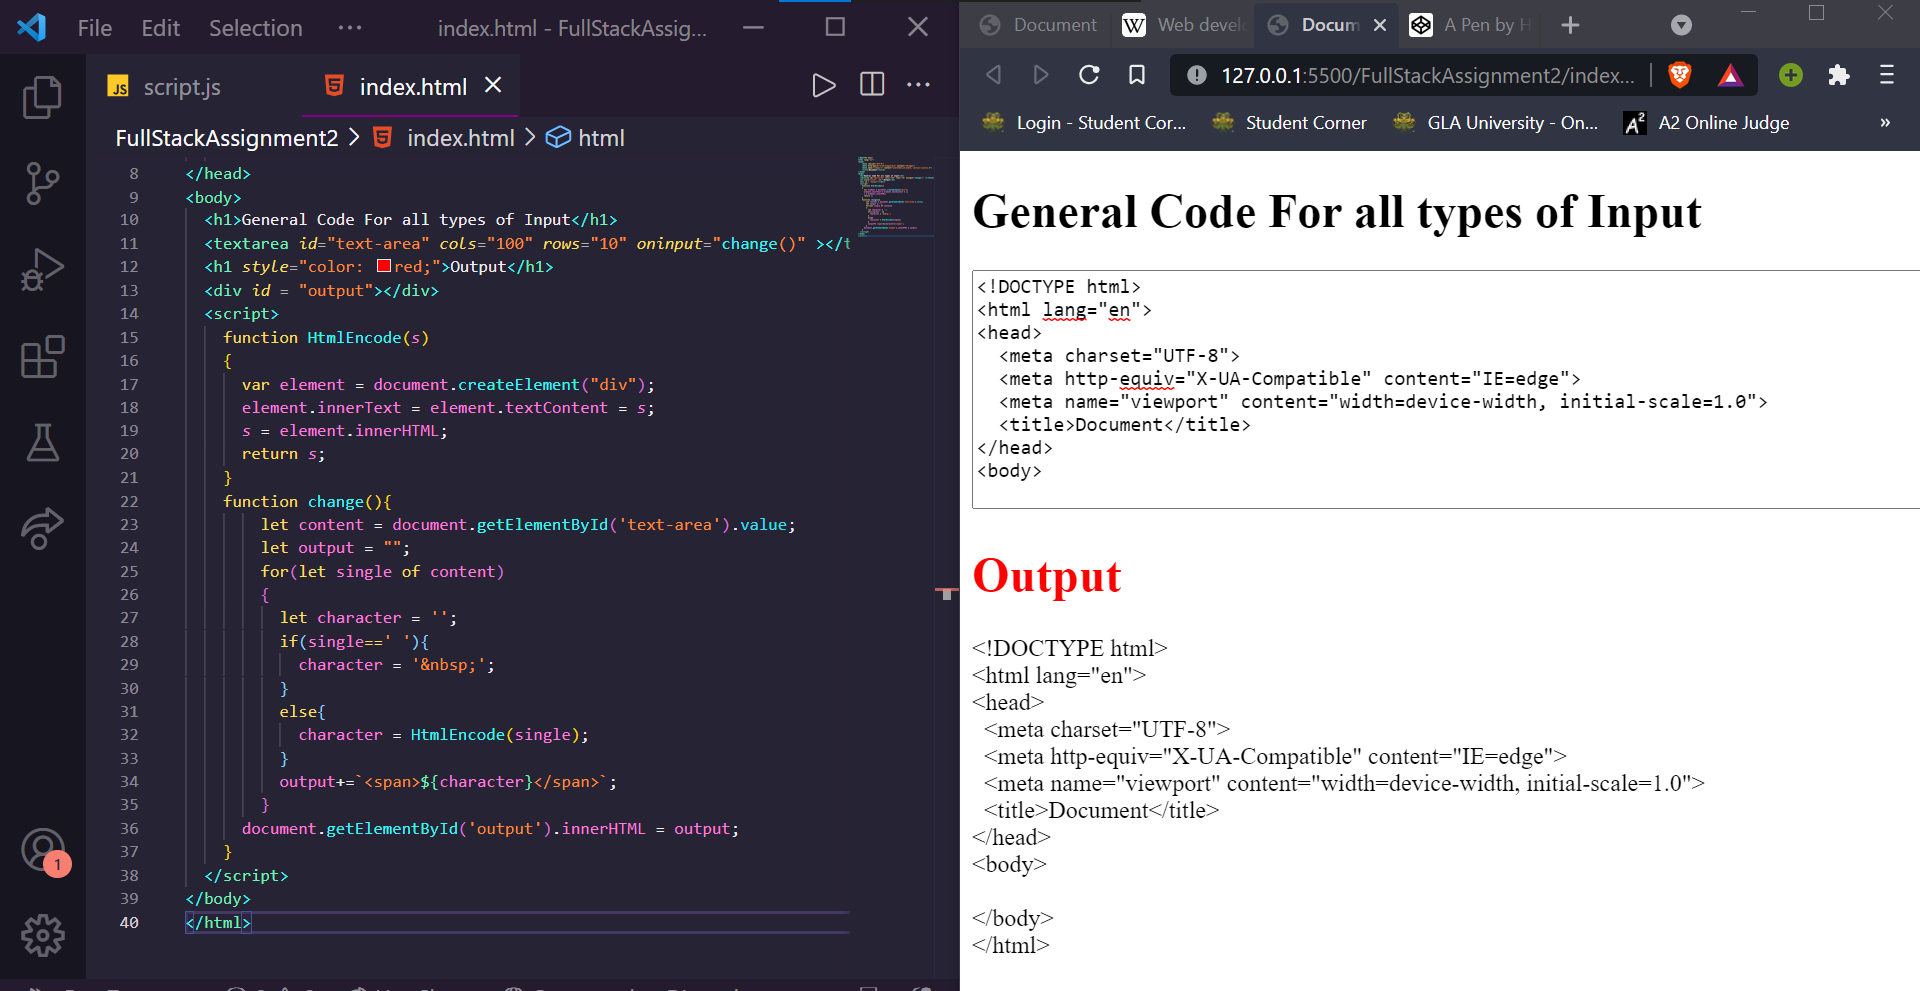 File Edit Selection ··· index.html - FullStackAssig...
JS script.js
index.html
FullStackAssignment2 > index.html > html
8 </head>
9 <body>
10 <h1>General Code For all types of Input</h1>
11 <textarea id="text-area" cols="100" rows="10" oninput="change()" ></t
12 <h1 style="color: red;">Output</h1>
13 <div id = "output"></div>
14 <script>
15 function HtmlEncode(s)
16 {
17 var element = document.createElement("div");
18 element.innerText = element.textContent = s;
19 s = element.innerHTML;
20 return s;
21 }
22 function change(){
23 let content = document.getElementById('text-area').value;
24 let output = "";
25 for(let single of content)
26 {
27 let character = '';
28 if(single==' '){
29 character = '&nbsp;';
30 }
31 else{
32 character = HtmlEncode(single);
33 }
34 output+=`<span>${character}</span>`;
35 }
36 document.getElementById('output').innerHTML = output;
37 }
38 </script>
39 </body>
40 </html>
1
Document
W Web devel
Docum
A Pen by H
127.0.0.1:5500/FullStackAssignment2/index...
Login - Student Cor...
Student Corner
GLA University - On...
A² A2 Online Judge
»
General Code For all types of Input
<!DOCTYPE html>
<html lang="en">
<head>
<meta charset="UTF-8">
<meta http-equiv="X-UA-Compatible" content="IE=edge">
<meta name="viewport" content="width=device-width, initial-scale=1.0">
<title>Document</title>
</head>
<body>
Output
<!DOCTYPE html>
<html lang="en">
<head>
<meta charset="UTF-8">
<meta http-equiv="X-UA-Compatible" content="IE=edge">
<meta name="viewport" content="width=device-width, initial-scale=1.0">
<title>Document</title>
</head>
<body>
</body>
</html>